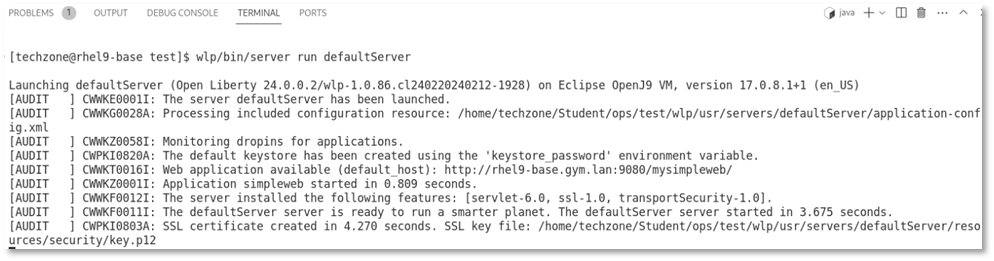 PROBLEMS 1 OUTPUT DEBUG CONSOLE TERMINAL PORTS java
[techzone@rhel9-base test]$ wlp/bin/server run defaultServer
Launching defaultServer (Open Liberty 24.0.0.2/wlp-1.0.86.cl240220240212-1928) on Eclipse OpenJ9 VM, version 17.0.8.1+1 (en_US)
[AUDIT   ] CWWKE0001I: The server defaultServer has been launched.
[AUDIT   ] CWWKG0028A: Processing included configuration resource: /home/techzone/Student/ops/test/wlp/usr/servers/defaultServer/application-conf
ig.xml
[AUDIT   ] CWWKZ0058I: Monitoring dropins for applications.
[AUDIT   ] CWPKI0820A: The default keystore has been created using the 'keystore_password' environment variable.
[AUDIT   ] CWWKT0016I: Web application available (default_host): http://rhel9-base.gym.lan:9080/mysimpleweb/
[AUDIT   ] CWWKZ0001I: Application simpleweb started in 0.809 seconds.
[AUDIT   ] CWWKF0012I: The server installed the following features: [servlet-6.0, ssl-1.0, transportSecurity-1.0].
[AUDIT   ] CWWKF0011I: The defaultServer server is ready to run a smarter planet. The defaultServer server started in 3.675 seconds.
[AUDIT   ] CWPKI0803A: SSL certificate created in 4.270 seconds. SSL key file: /home/techzone/Student/ops/test/wlp/usr/servers/defaultServer/reso
urces/security/key.p12